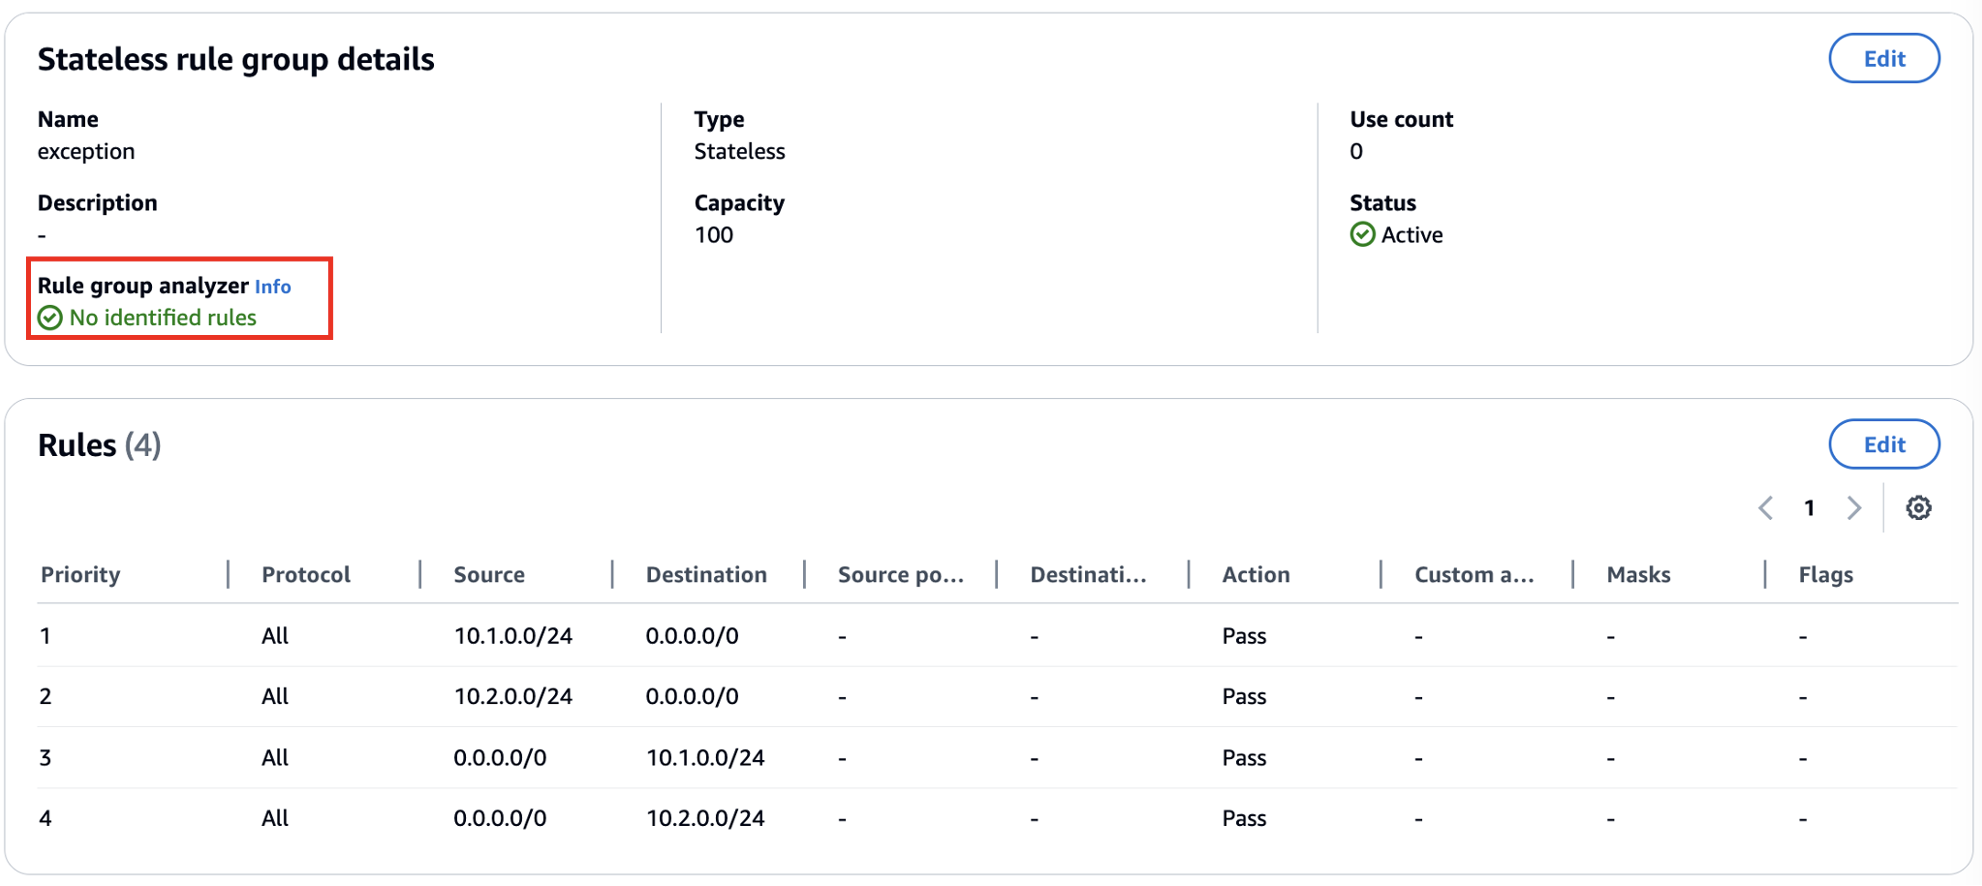 Stateless rule group details
Edit
Name
exception
Type
Stateless
Use count
0
Description
-
Capacity
100
Status
Active
Rule group analyzer Info
No identified rules
Rules (4)
Edit
1
Priority Protocol Source Destination Source po... Destinati... Action Custom a... Masks Flags
1 All 10.1.0.0/24 0.0.0.0/0 - - Pass - - -
2 All 10.2.0.0/24 0.0.0.0/0 - - Pass - - -
3 All 0.0.0.0/0 10.1.0.0/24 - - Pass - - -
4 All 0.0.0.0/0 10.2.0.0/24 - - Pass - - -